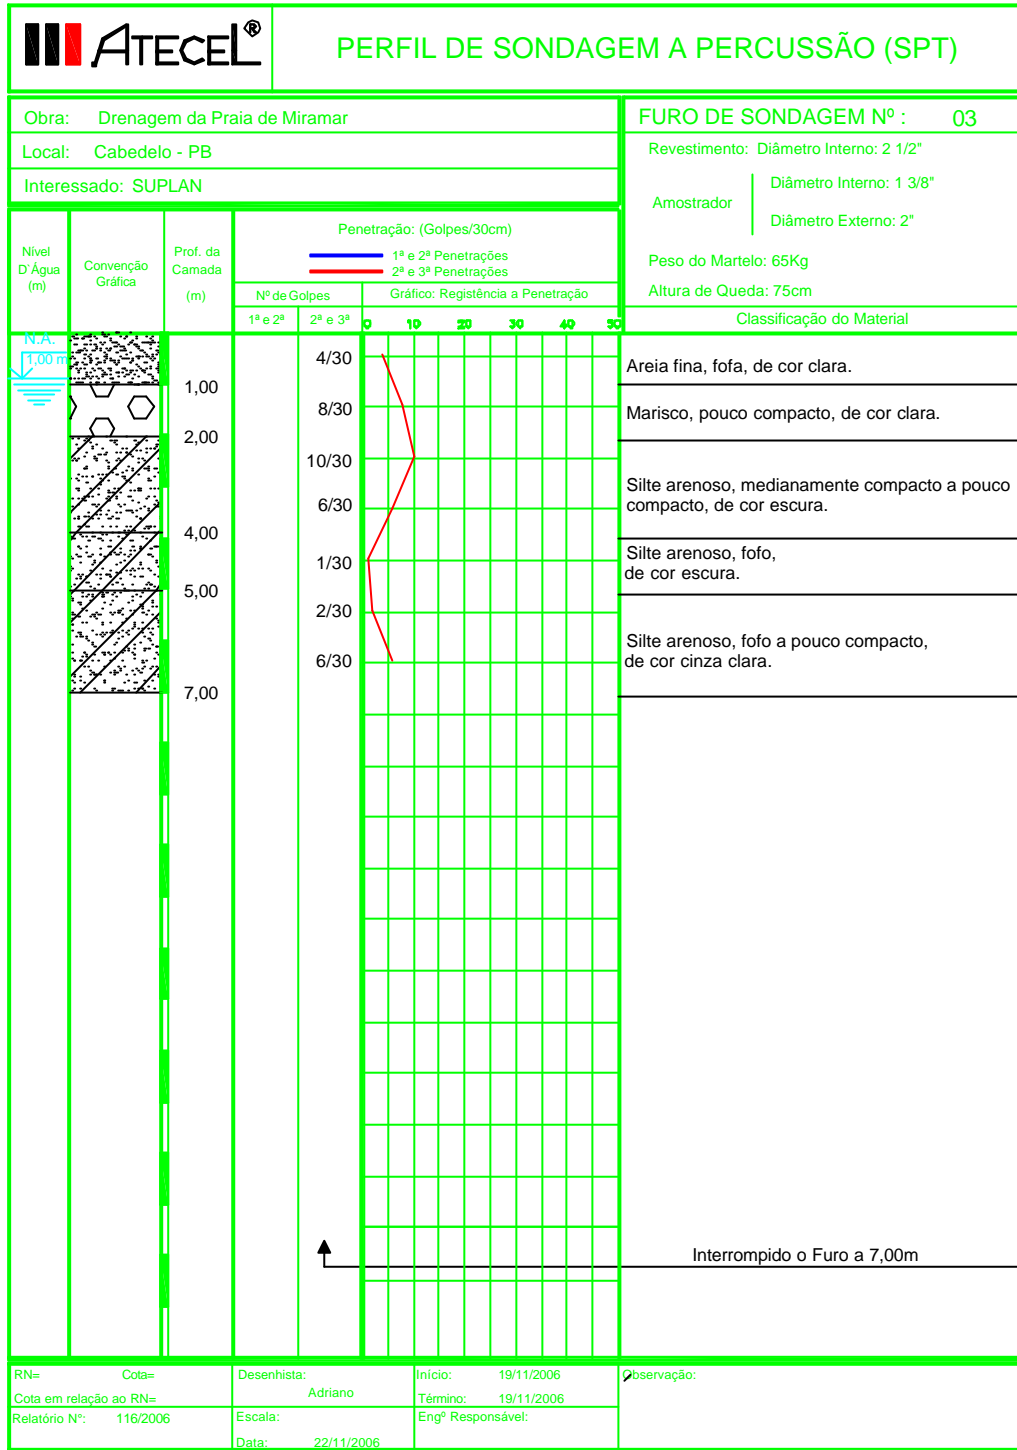 ATECEL®
PERFIL DE SONDAGEM A PERCUSSÃO (SPT)
Obra: Drenagem da Praia de Miramar
Local: Cabedelo - PB
Interessado: SUPLAN
FURO DE SONDAGEM Nº : 03
Revestimento: Diâmetro Interno: 2 1/2"
Amostrador
Diâmetro Interno: 1 3/8"
Diâmetro Externo: 2"
Peso do Martelo: 65Kg
Altura de Queda: 75cm
Classificação do Material
Nível
D'Água
(m)
Convenção
Gráfica
Prof. da
Camada
(m)
Penetração: (Golpes/30cm)
1ª e 2ª Penetrações
2ª e 3ª Penetrações
Nº de Golpes
Gráfico: Registência a Penetração
1ª e 2ª
2ª e 3ª
0 10 20 30 40 50
N.A.
1,00 m
1,00
2,00
4,00
5,00
7,00
4/30
8/30
10/30
6/30
1/30
2/30
6/30
Areia fina, fofa, de cor clara.
Marisco, pouco compacto, de cor clara.
Silte arenoso, medianamente compacto a pouco
compacto, de cor escura.
Silte arenoso, fofo,
de cor escura.
Silte arenoso, fofo a pouco compacto,
de cor cinza clara.
Interrompido o Furo a 7,00m
RN= Cota=
Cota em relação ao RN=
Relatório Nº: 116/2006
Desenhista:
Adriano
Escala:
Data: 22/11/2006
Início: 19/11/2006
Término: 19/11/2006
Engº Responsável:
Observação: